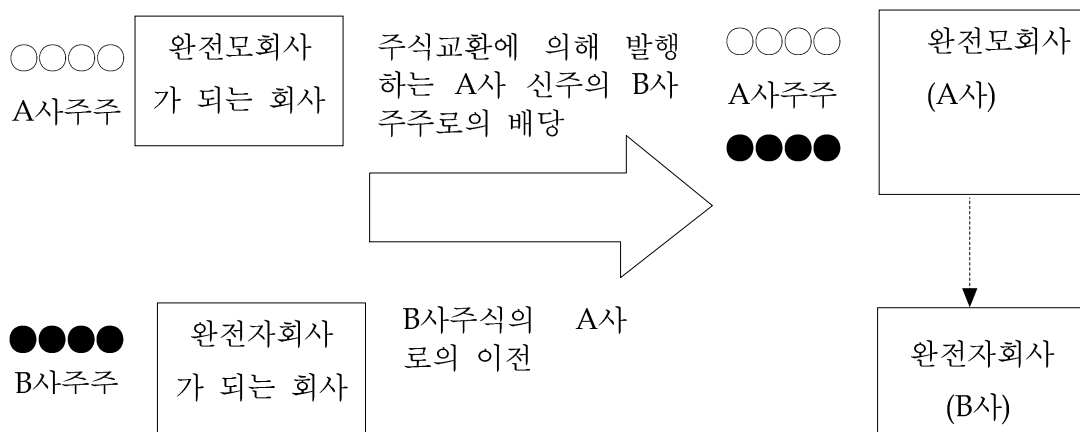 ○○○○
A사주주
완전모회사
가 되는 회사
주식교환에 의해 발행
하는 A사 신주의 B사
주주로의 배당
○○○○
A사주주
●●●●
완전모회사
(A사)
●●●●
B사주주
완전자회사
가 되는 회사
B사주식의 A사
로의 이전
완전자회사
(B사)